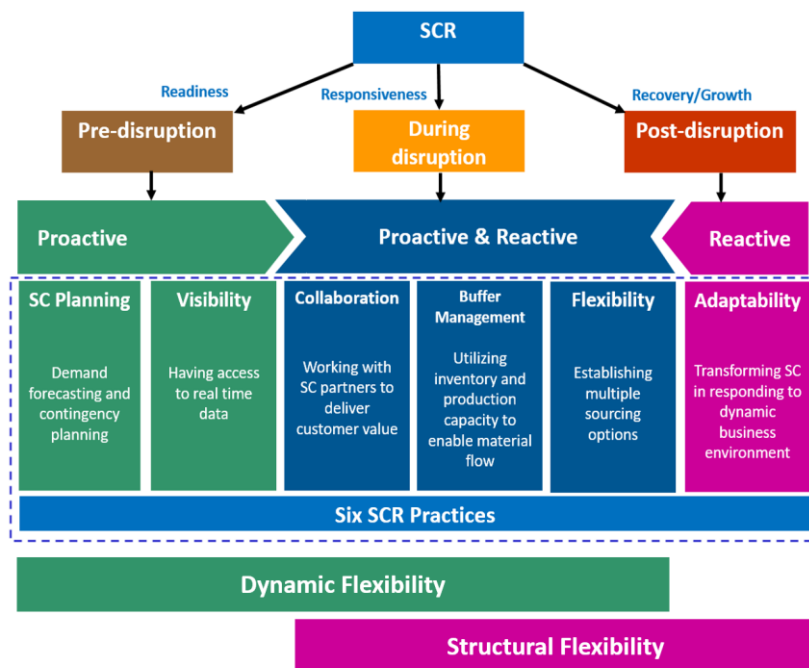 SCR
Readiness
Responsiveness
Recovery/Growth
Pre-disruption
During
disruption
Post-disruption
Proactive
Proactive & Reactive
Reactive
SC Planning
Demand
forecasting and
contingency
planning
Visibility
Having access
to real time
data
Collaboration
Working with
SC partners to
deliver
customer value
Buffer
Management
Utilizing
inventory and
production
capacity to
enable material
flow
Flexibility
Establishing
multiple
sourcing
options
Adaptability
Transforming SC
in responding to
dynamic
business
environment
Six SCR Practices
Dynamic Flexibility
Structural Flexibility